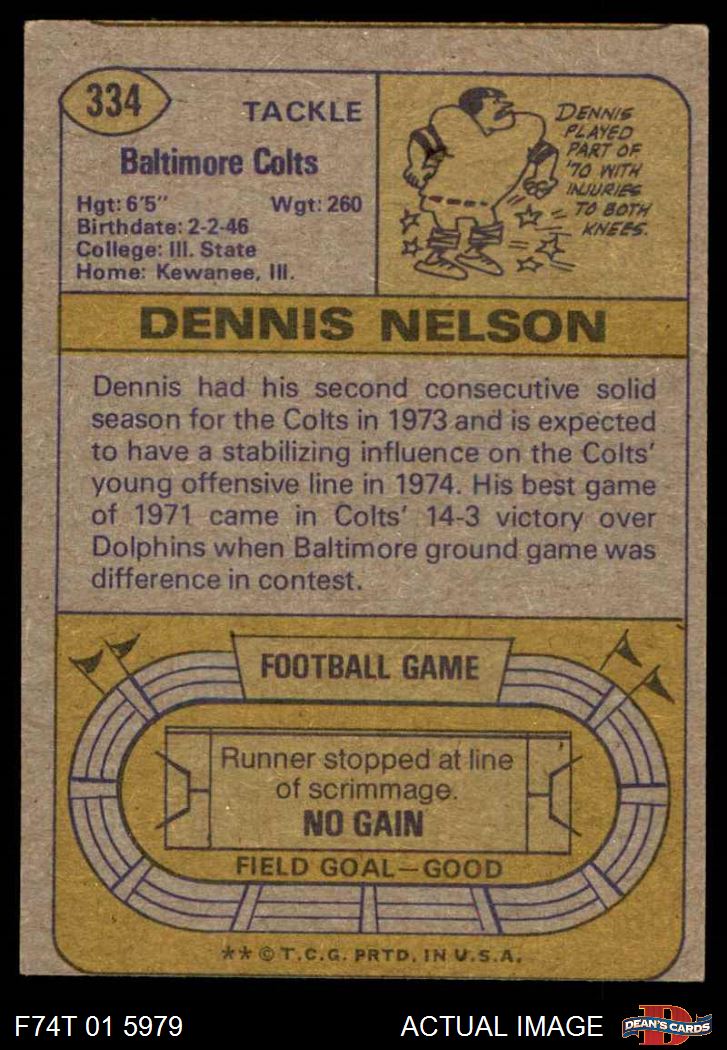 334
TACKLE
Baltimore Colts
Hgt: 6'5" Wgt: 260
Birthdate: 2-2-46
College: Ill. State
Home: Kewanee, Ill.
DENNIS
PLAYED
PART OF
'70 WITH
INJURIES
TO BOTH
KNEES.
DENNIS NELSON
Dennis had his second consecutive solid
season for the Colts in 1973 and is expected
to have a stabilizing influence on the Colts'
young offensive line in 1974. His best game
of 1971 came in Colts' 14-3 victory over
Dolphins when Baltimore ground game was
difference in contest.
FOOTBALL GAME
Runner stopped at line
of scrimmage.
NO GAIN
FIELD GOAL—GOOD
** © T.C.G. PRTD. IN U.S.A.
F74T 01 5979 ACTUAL IMAGE
D
DEAN'S CARDS